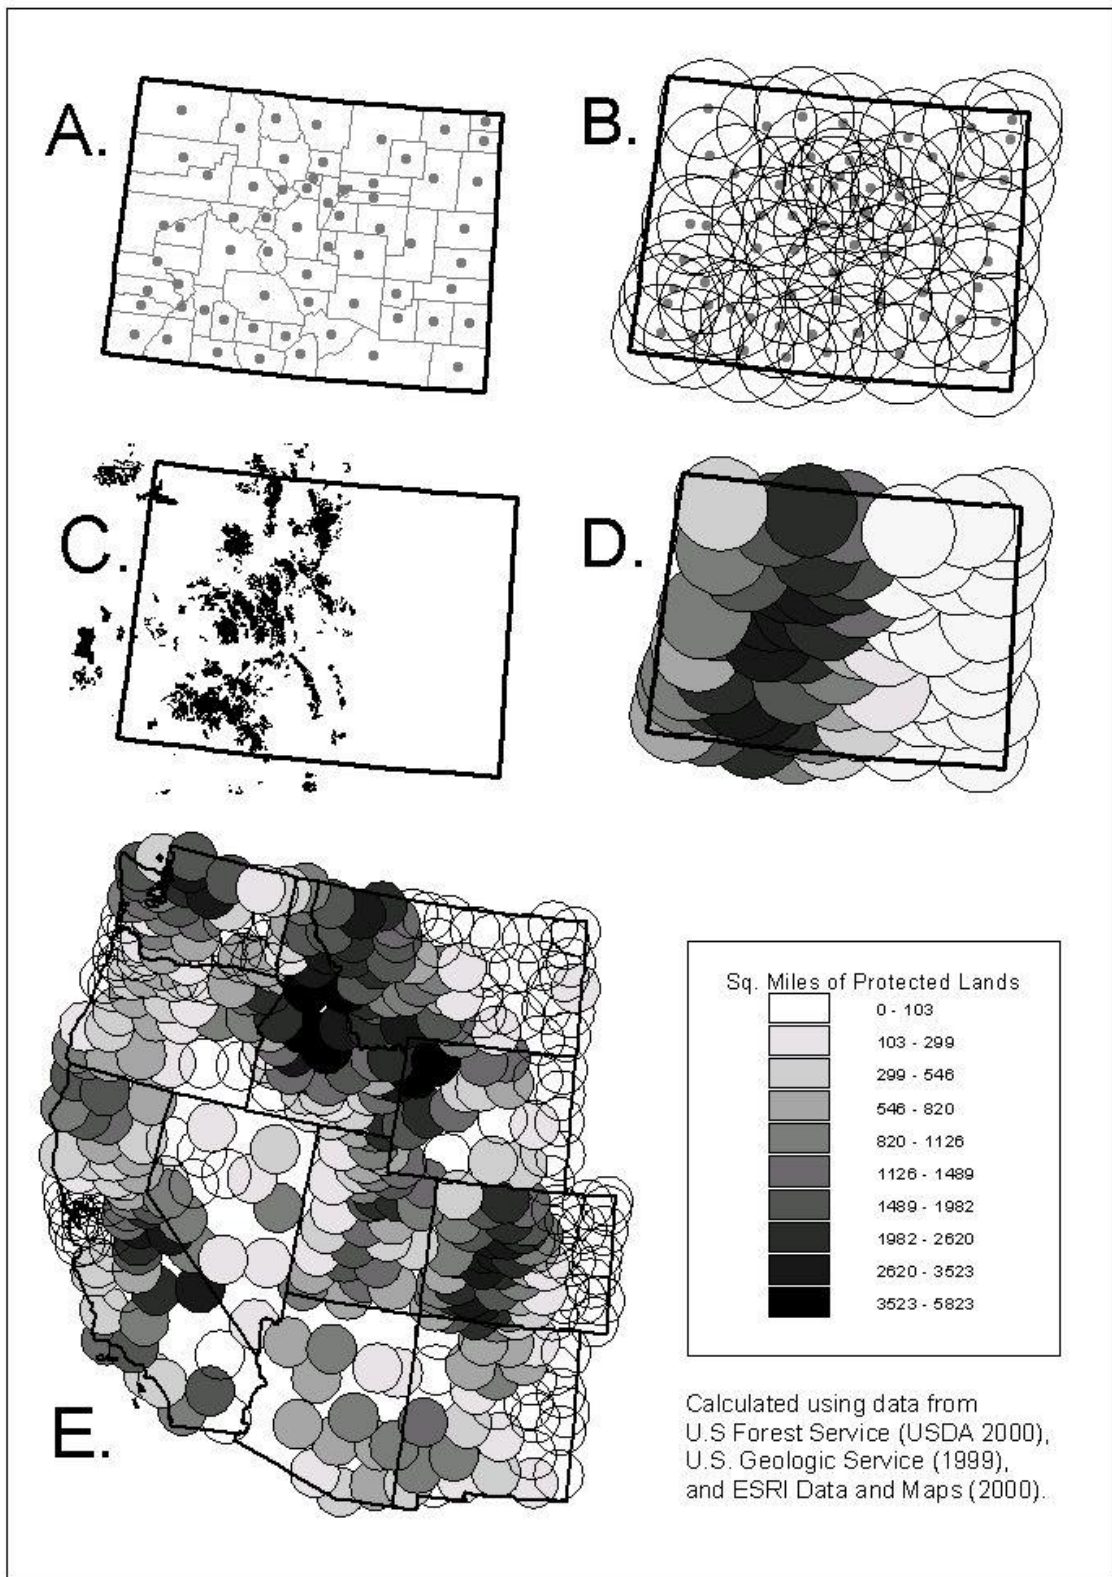 A.
B.
C.
D.
E.
Sq. Miles of Protected Lands
0 - 103
103 - 299
299 - 546
546 - 820
820 - 1126
1126 - 1489
1489 - 1982
1982 - 2620
2620 - 3523
3523 - 5823
Calculated using data from
U.S Forest Service (USDA 2000),
U.S. Geologic Service (1999),
and ESRI Data and Maps (2000).